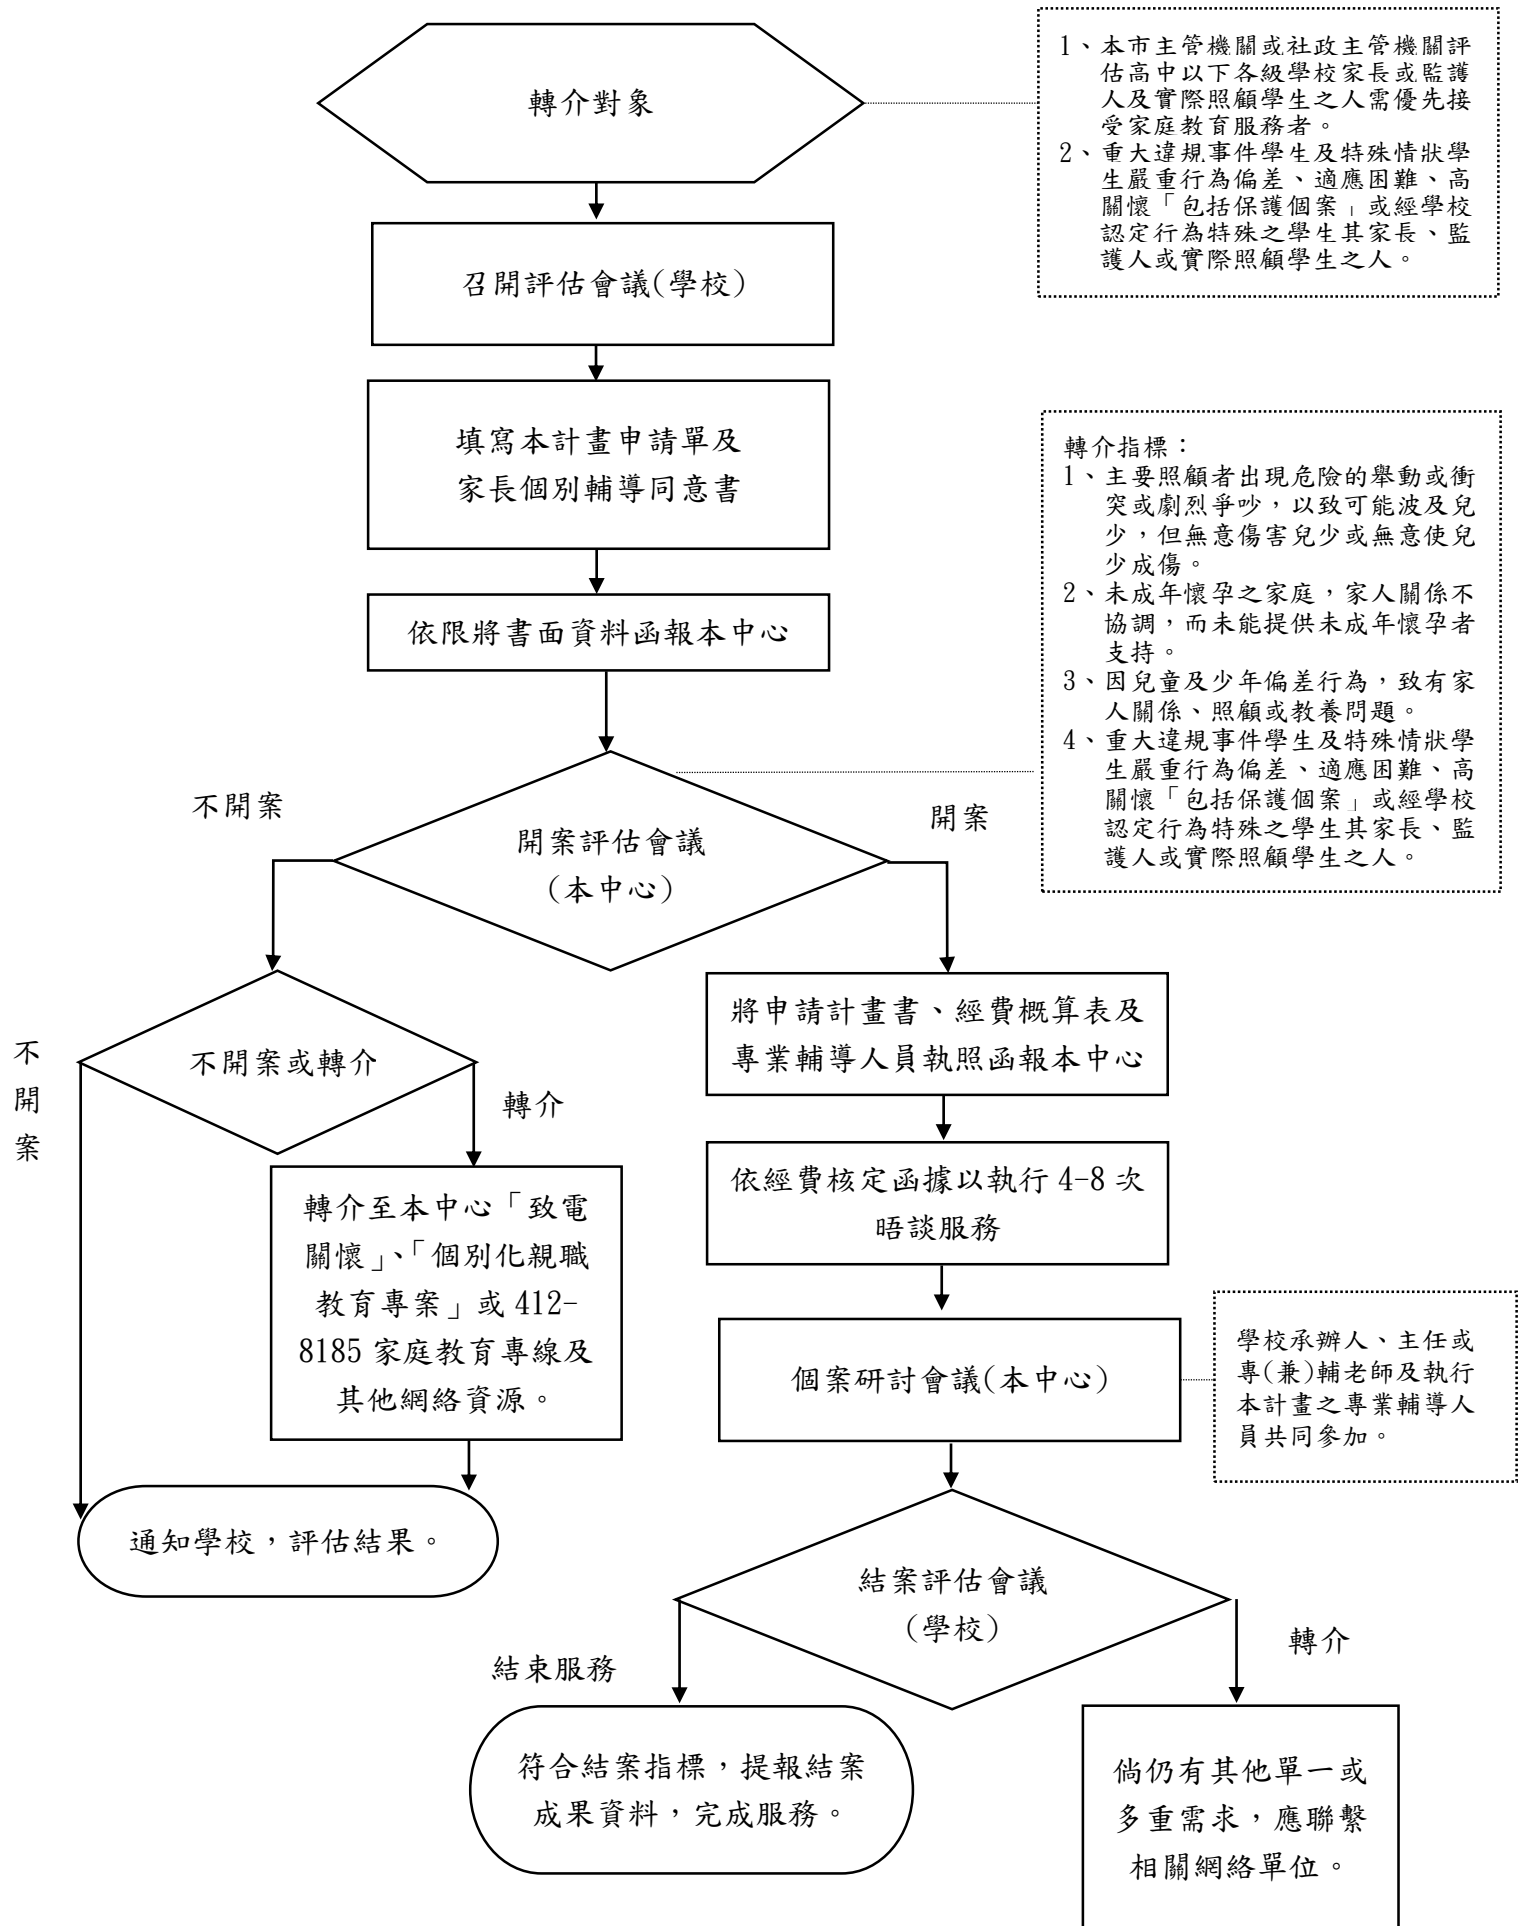 轉介對象
1、本市主管機關或社政主管機關評
估高中以下各級學校家長或監護
人及實際照顧學生之人需優先接
受家庭教育服務者。
2、重大違規事件學生及特殊情狀學
生嚴重行為偏差、適應困難、高
關懷「包括保護個案」或經學校
認定行為特殊之學生其家長、監
護人或實際照顧學生之人。
召開評估會議(學校)
填寫本計畫申請單及
家長個別輔導同意書
依限將書面資料函報本中心
轉介指標：
1、主要照顧者出現危險的舉動或衝
突或劇烈爭吵，以致可能波及兒
少，但無意傷害兒少或無意使兒
少成傷。
2、未成年懷孕之家庭，家人關係不
協調，而未能提供未成年懷孕者
支持。
3、因兒童及少年偏差行為，致有家
人關係、照顧或教養問題。
4、重大違規事件學生及特殊情狀學
生嚴重行為偏差、適應困難、高
關懷「包括保護個案」或經學校
認定行為特殊之學生其家長、監
護人或實際照顧學生之人。
不開案
開案
開案評估會議
(本中心)
不開案或轉介
不
開
案
轉介
轉介至本中心「致電
關懷」、「個別化親職
教育專案」或 412-
8185 家庭教育專線及
其他網絡資源。
通知學校，評估結果。
將申請計畫書、經費概算表及
專業輔導人員執照函報本中心
依經費核定函據以執行 4-8 次
晤談服務
個案研討會議(本中心)
學校承辦人、主任或
專(兼)輔老師及執行
本計畫之專業輔導人
員共同參加。
結案評估會議
(學校)
結束服務
轉介
符合結案指標，提報結案
成果資料，完成服務。
倘仍有其他單一或
多重需求，應聯繫
相關網絡單位。